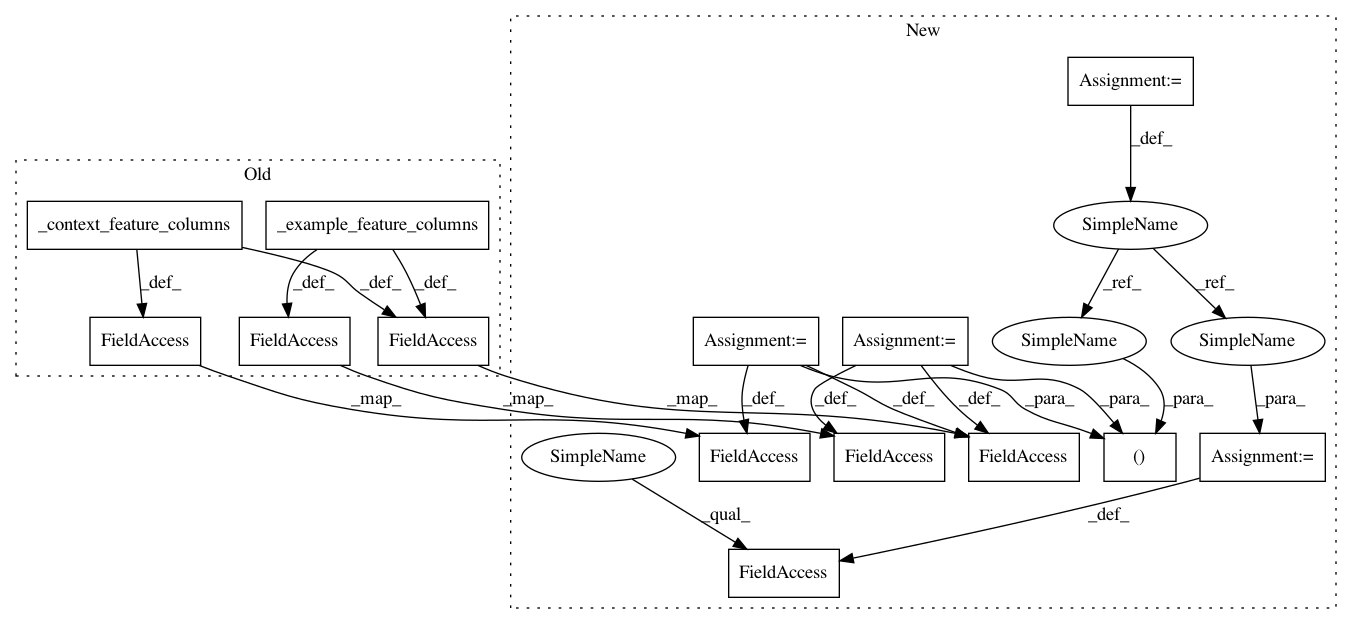 New
Assignment:=
_def_
Old
_context_feature_columns
_example_feature_columns
SimpleName
_def_
_def_
_def_
_def_
_ref_
_ref_
FieldAccess
FieldAccess
FieldAccess
Assignment:=
Assignment:=
SimpleName
SimpleName
_map_
_map_
_map_
_def_
_def_
_def_
_def_
_para_
_para_
_para_
_para_
SimpleName
FieldAccess
FieldAccess
FieldAccess
()
Assignment:=
_qual_
_def_
FieldAccess